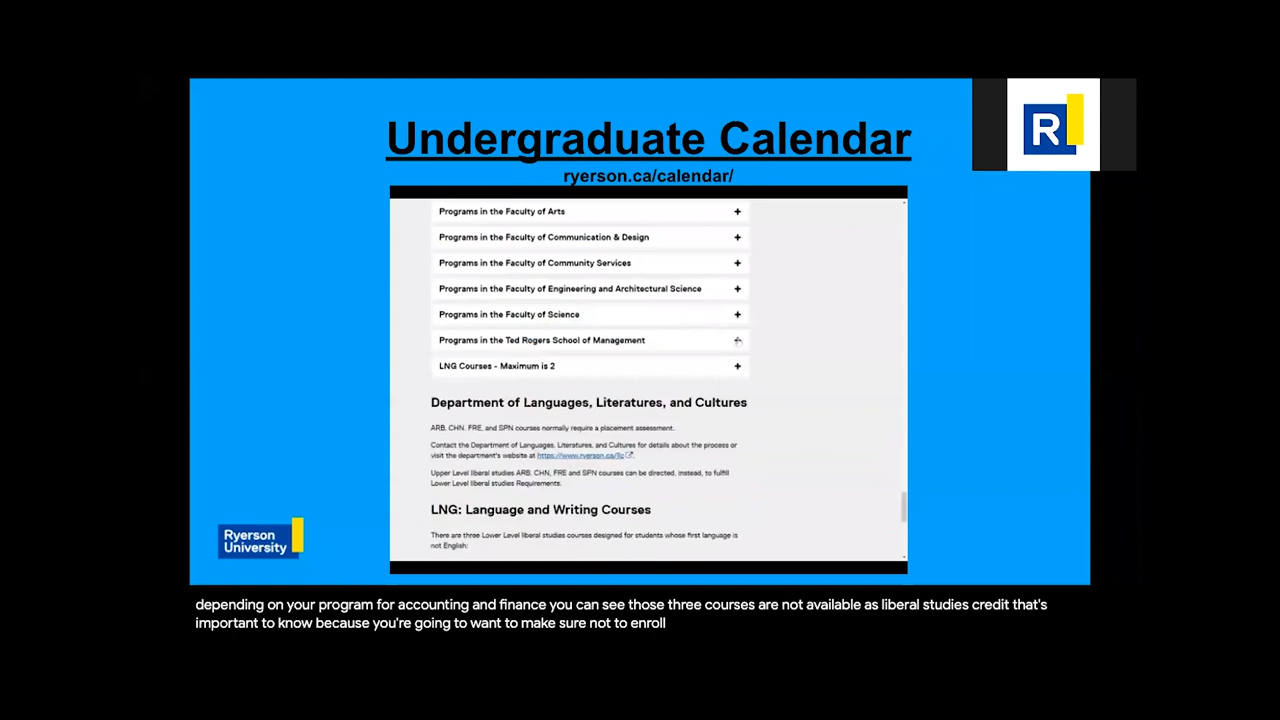 Undergraduate Calendar
ryerson.ca/calendar/
R
Programs in the Faculty of Arts +
Programs in the Faculty of Communication & Design +
Programs in the Faculty of Community Services +
Programs in the Faculty of Engineering and Architectural Science +
Programs in the Faculty of Science +
Programs in the Ted Rogers School of Management
LNG Courses - Maximum is 2 +
Department of Languages, Literatures, and Cultures
ARB, CHN, FRE, and SPN courses normally require a placement assessment.
Contact the Department of Languages, Literatures, and Cultures for details about the process or
visit the department's website at https://www.ryerson.ca/llc.
Upper Level liberal studies ARB, CHN, FRE and SPN courses can be directed, instead, to fulfill
Lower Level liberal studies Requirements.
LNG: Language and Writing Courses
There are three Lower Level liberal studies courses designed for students whose first language is
not English:
Ryerson
University
depending on your program for accounting and finance you can see those three courses are not available as liberal studies credit that's
important to know because you're going to want to make sure not to enroll